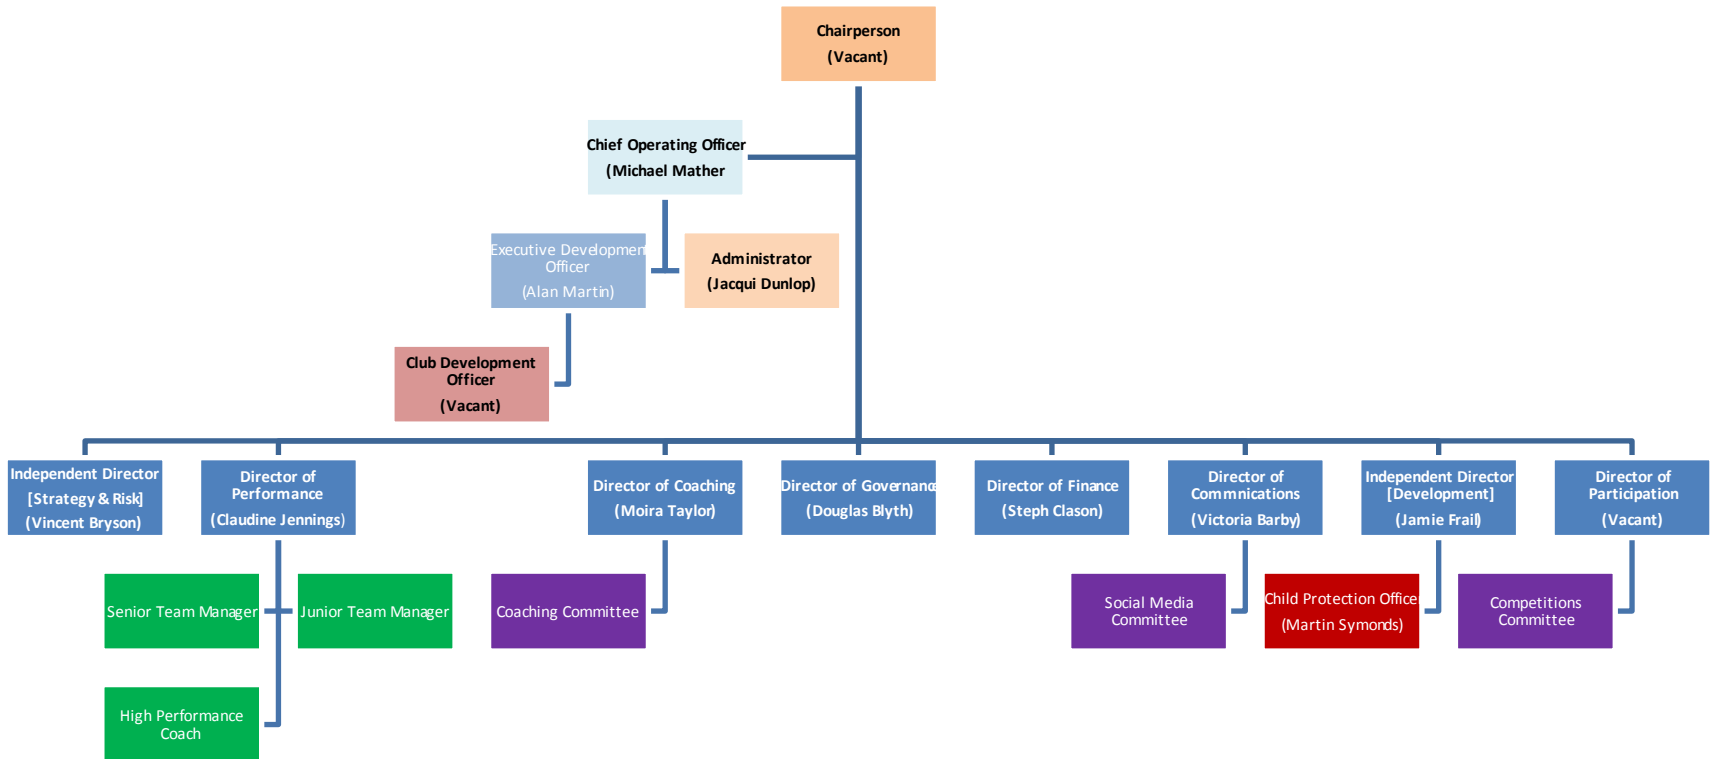 Chairperson
(Vacant)
Chief Operating Officer
(Michael Mather
Executive Developmen
Officer
(Alan Martin)
Administrator
(Jacqui Dunlop)
Club Development
Officer
(Vacant)
Independent Director
[Strategy & Risk]
(Vincent Bryson)
Director of
Performance
(Claudine Jennings)
Director of Coaching
(Moira Taylor)
Director of Governanc
(Douglas Blyth)
Director of Finance
(Steph Clason)
Director of
Commnications
(Victoria Barby)
Independent Director
[Development]
(Jamie Frail)
Director of
Participation
(Vacant)
Senior Team Manager
Junior Team Manager
Coaching Committee
Social Media
Committee
Child Protection Office
(Martin Symonds)
Competitions
Committee
High Performance
Coach